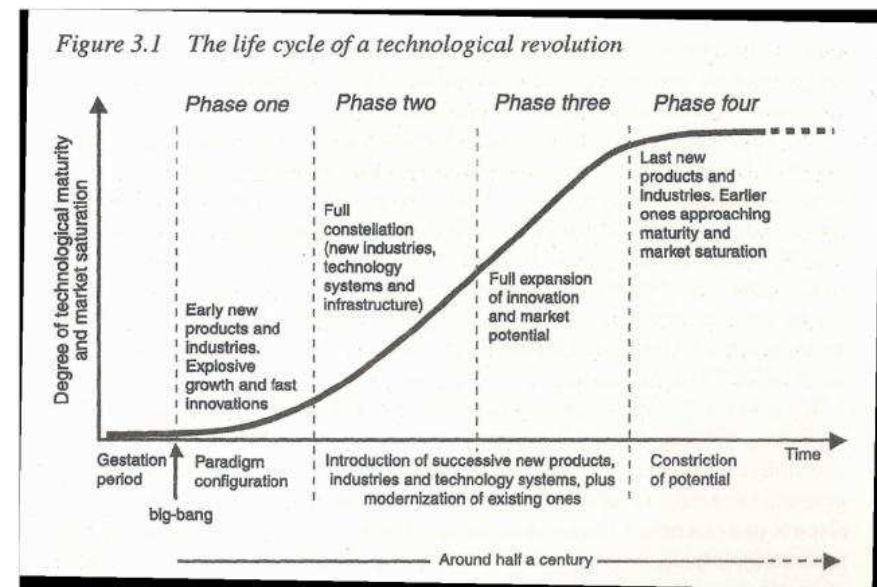 Figure 3.1 The life cycle of a technological revolution
Phase one
Phase two
Phase three
Phase four
Degree of technological maturity
and market saturation
Early new
products and
industries.
Explosive
growth and fast
innovations
Full
constellation
(new industries,
technology
systems and
infrastructure)
Full expansion
of innovation
and market
potential
Last new
products and
industries. Earlier
ones approaching
maturity and
market saturation
Time
Gestation
period
big-bang
Paradigm
configuration
Introduction of successive new products,
industries and technology systems, plus
modernization of existing ones
Constriction
of potential
Around half a century